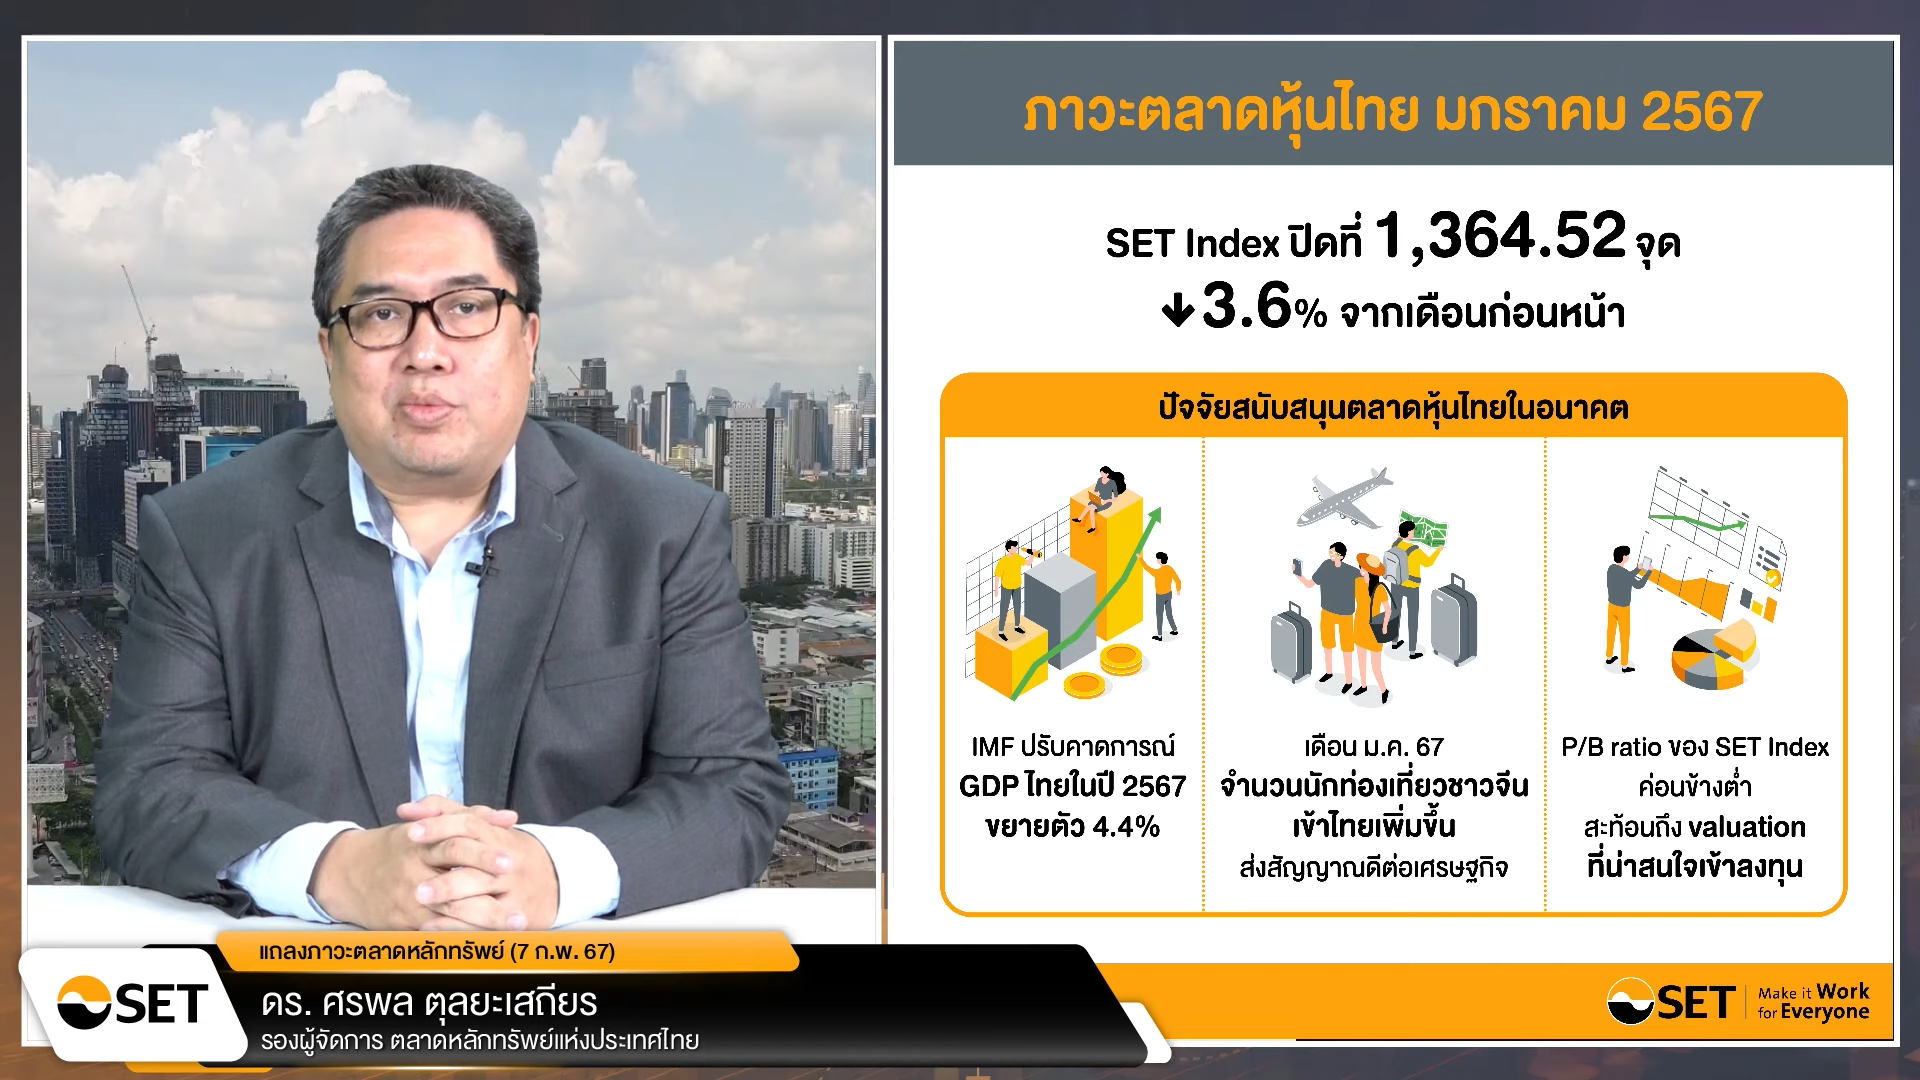 ภาวะตลาดหุ้นไทย มกราคม 2567
SET Index ปิดที่ 1,364.52 จุด
↓3.6% จากเดือนก่อนหน้า
ปัจจัยสนับสนุนตลาดหุ้นไทยในอนาคต
IMF ปรับคาดการณ์
GDP ไทยในปี 2567
ขยายตัว 4.4%
เดือน ม.ค. 67
จำนวนนักท่องเที่ยวชาวจีน
เข้าไทยเพิ่มขึ้น
ส่งสัญญาณดีต่อเศรษฐกิจ
P/B ratio ของ SET Index
ค่อนข้างต่ำ
สะท้อนถึง valuation
ที่น่าสนใจเข้าลงทุน
แถลงภาวะตลาดหลักทรัพย์ (7 ก.พ. 67)
SET
ดร. ศรพล ตุลยะเสถียร
รองผู้จัดการ ตลาดหลักทรัพย์แห่งประเทศไทย
SET
Make it Work
for Everyone